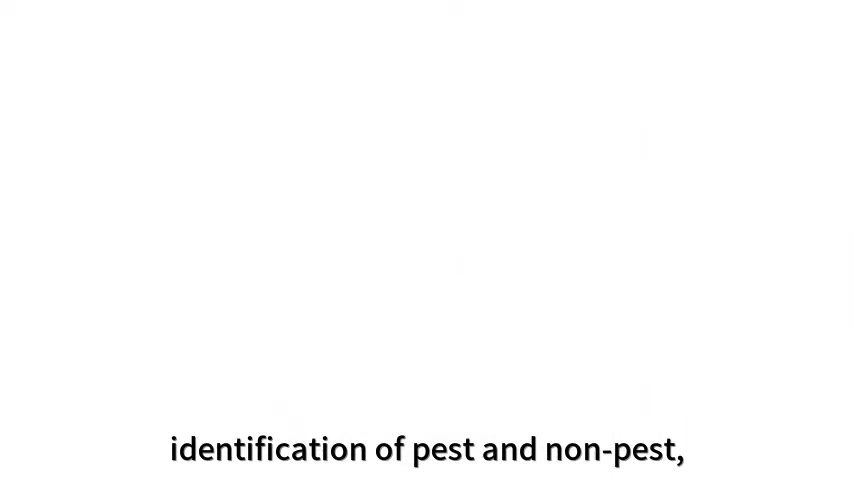 identification of pest and non-pest,